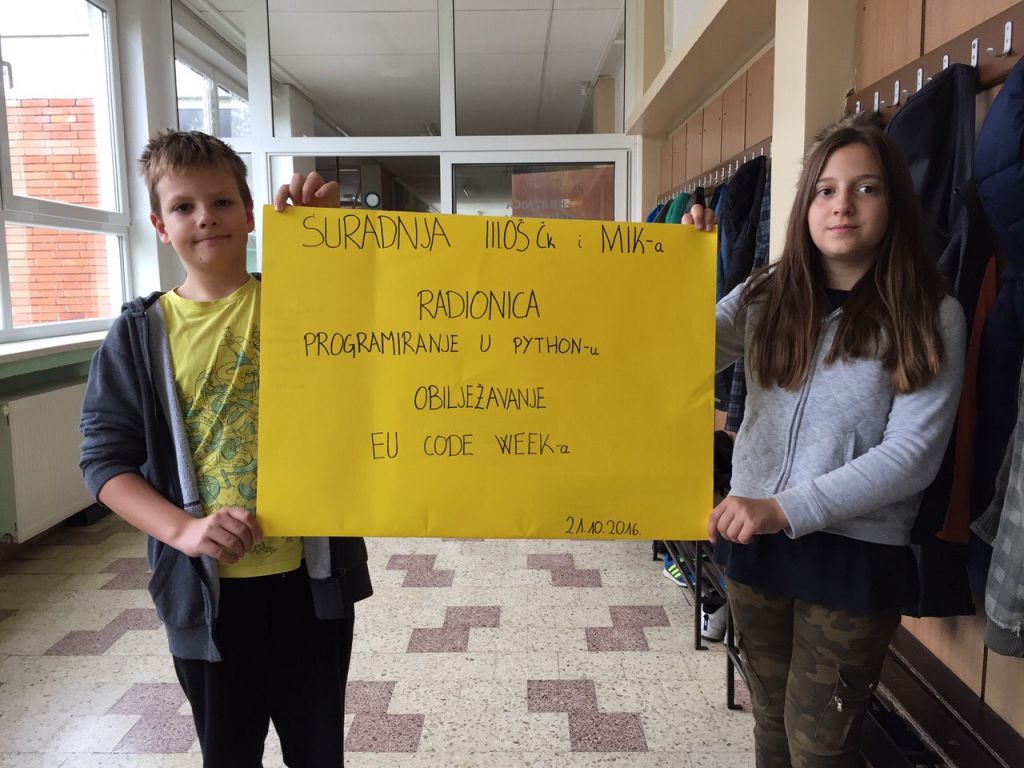 SURADNJA IIIOŠ Čk i MIK-a
RADIONICA
PROGRAMIRANJE U PYTHON-u
OBILJEŽAVANJE
EU CODE WEEK-a
21.10.2016.